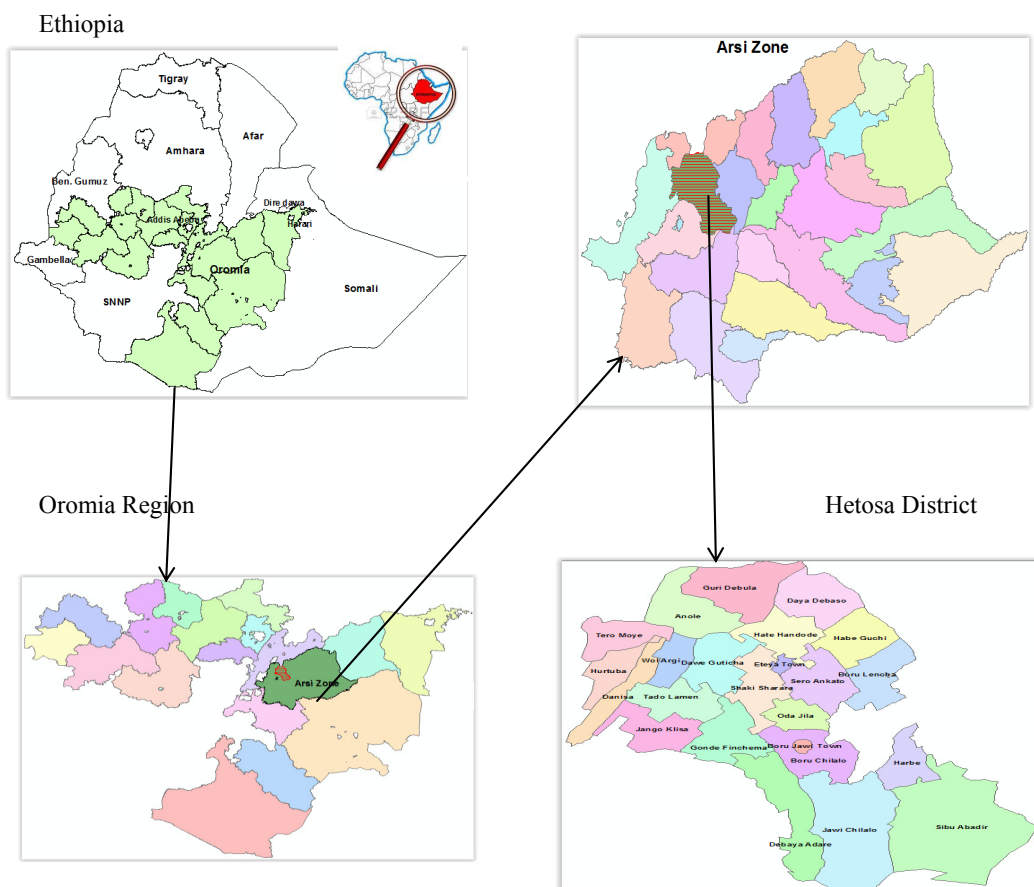 Ethiopia
Tigray
Afar
Amhara
Ben. Gumuz
Dire dawa
Addis Abeba
Harari
Gambella
Oromia
Somali
SNNP
Arsi Zone
Oromia Region
Arsi Zone
Hetosa District
Guri Debula
Daya Debaso
Anole
Tero Moye
Hate Handode
Habe Guchi
Wol Argi
Dawe Guticha
Eteya Town
Hurtuba
Boru Lencha
Sero Ankato
Shaki Sharara
Danisa
Tado Lamen
Oda Jila
Jango Klisa
Gonde Finchema
Boru Jawi Town
Boru Chilalo
Harbe
Jawi Chilalo
Sibu Abadir
Debaya Adare